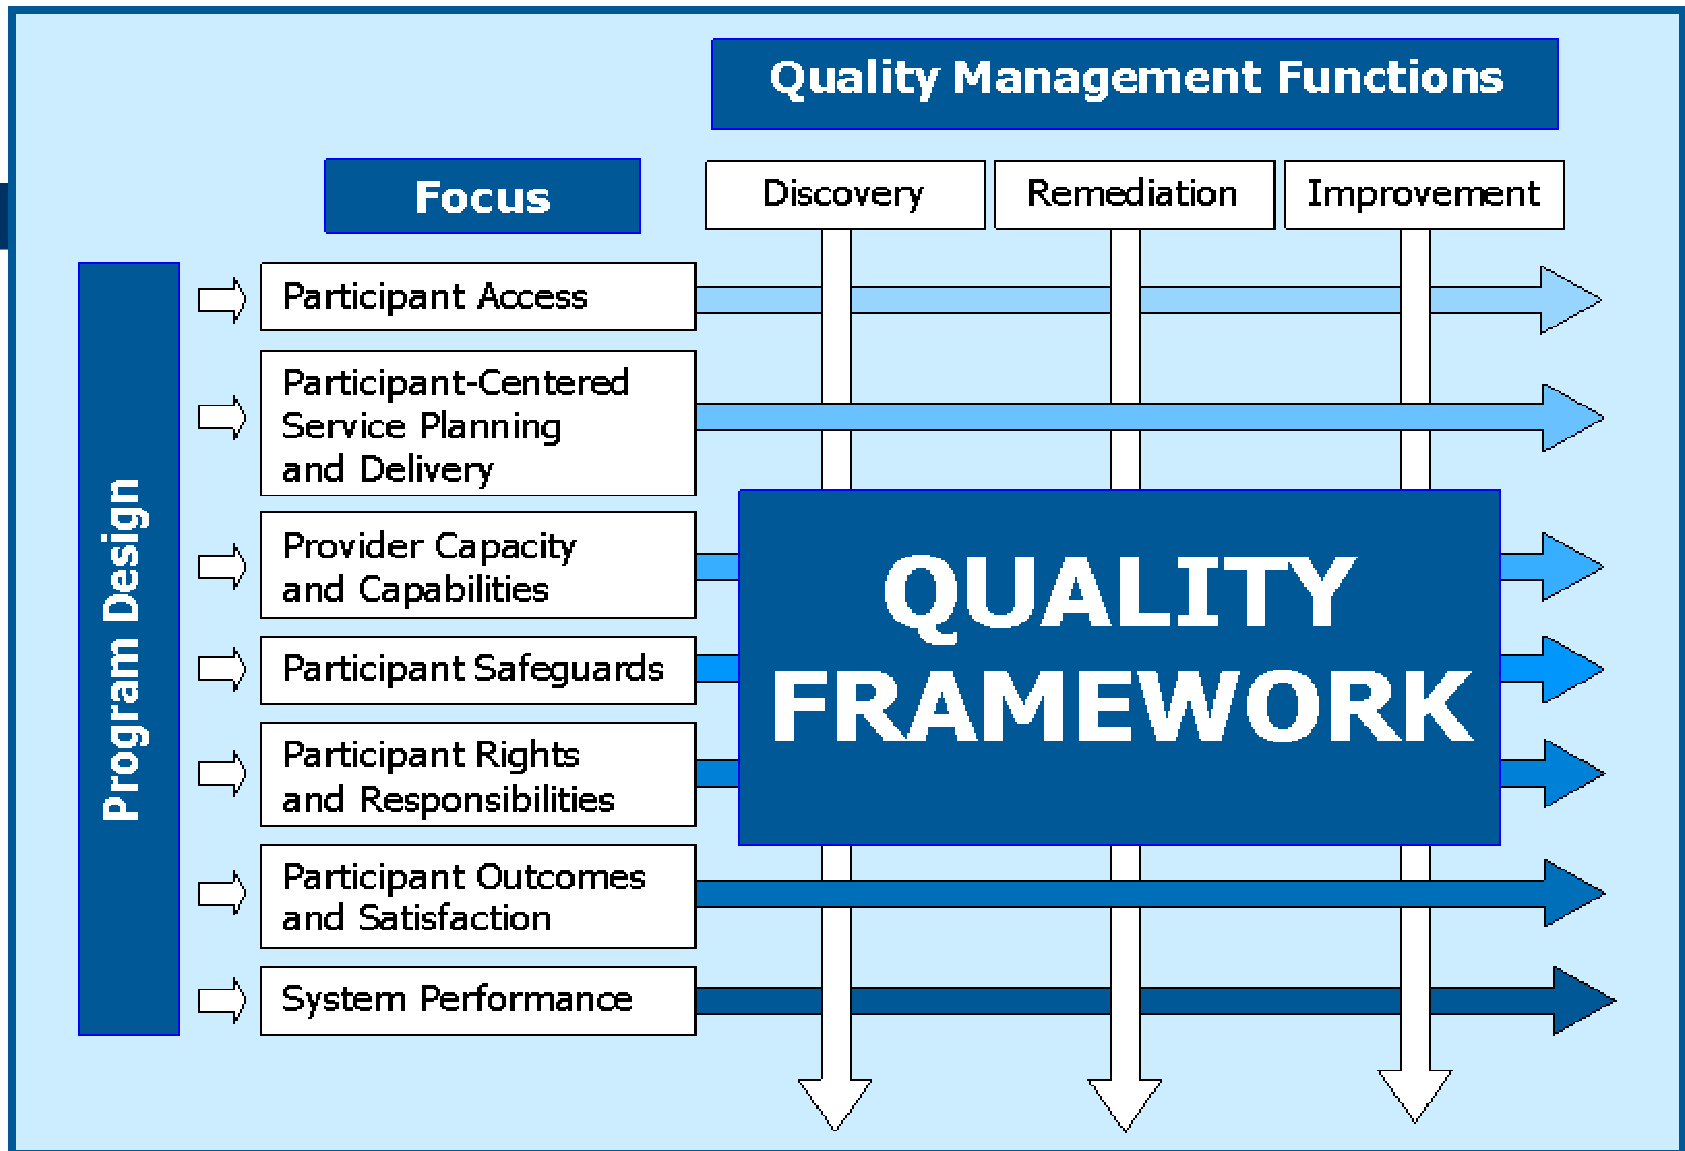 Quality Management Functions
Focus
Discovery
Remediation
Improvement
Program Design
Participant Access
Participant-Centered
Service Planning
and Delivery
Provider Capacity
and Capabilities
Participant Safeguards
Participant Rights
and Responsibilities
Participant Outcomes
and Satisfaction
System Performance
QUALITY
FRAMEWORK